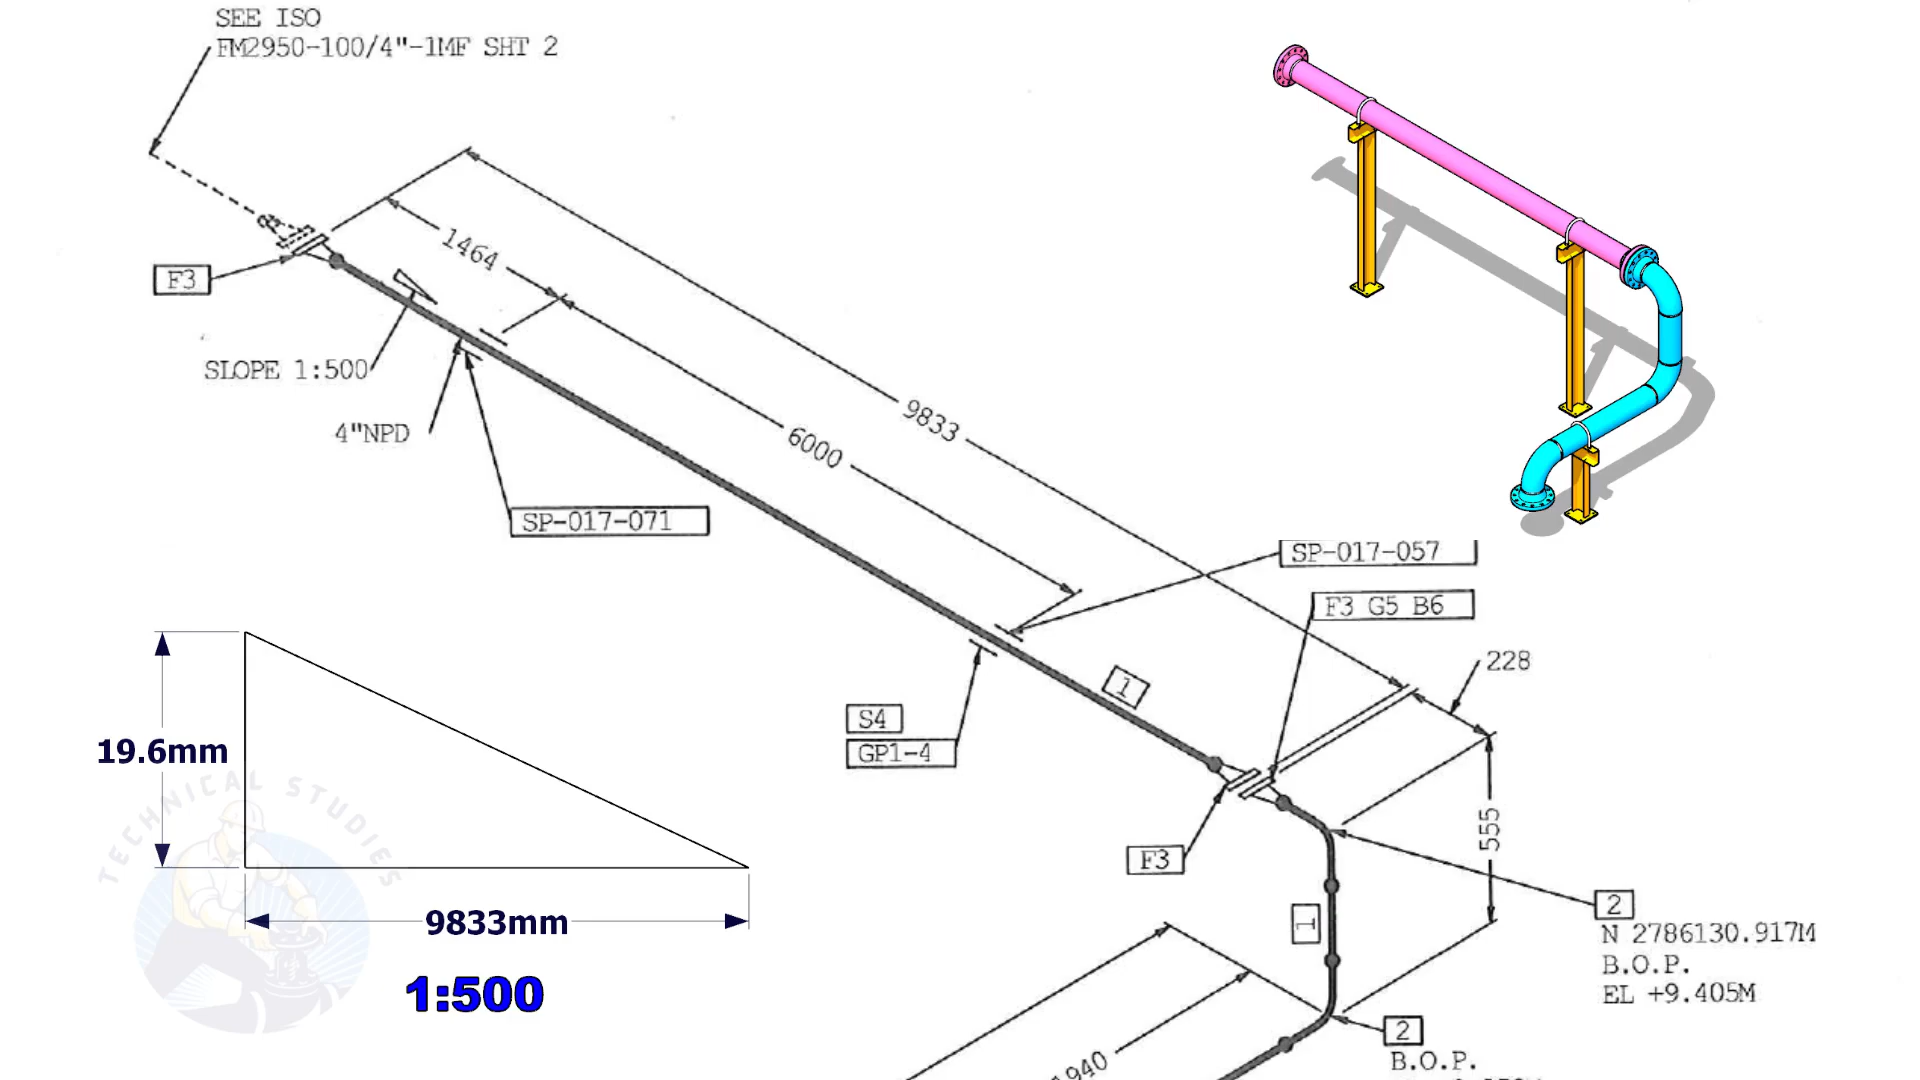 SEE ISO
FM2950-100/4"-1MF SHT 2
F3
1464
SLOPE 1:500
4"NPD
6000
9833
SP-017-071
SP-017-057
F3 G5 B6
228
1
S4
GP1-4
555
F3
19.6mm
9833mm
1:500
TECHNICAL STUDIES
1
2
N 2786130.917M
B.O.P.
EL +9.405M
2
B.O.P.